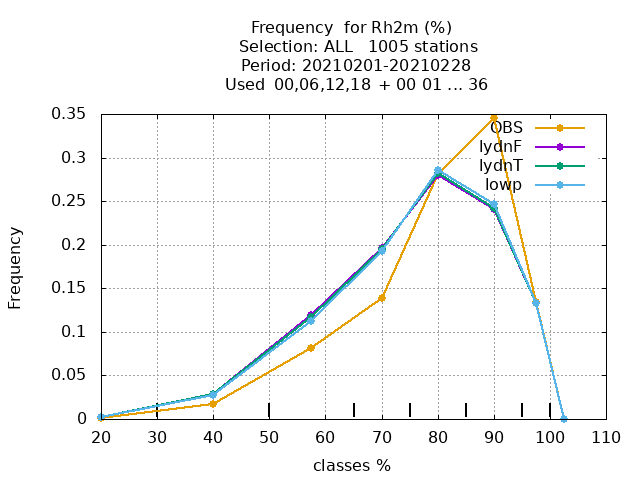 Frequency  for Rh2m (%)
Selection: ALL   1005 stations
Period: 20210201-20210228
Used  00,06,12,18  + 00 01 ... 36
0.35
0.3
0.25
0.2
0.15
0.1
0.05
0
Frequency
OBS
lydnF
lydnT
lowp
20 30 40 50 60 70 80 90 100 110
classes %